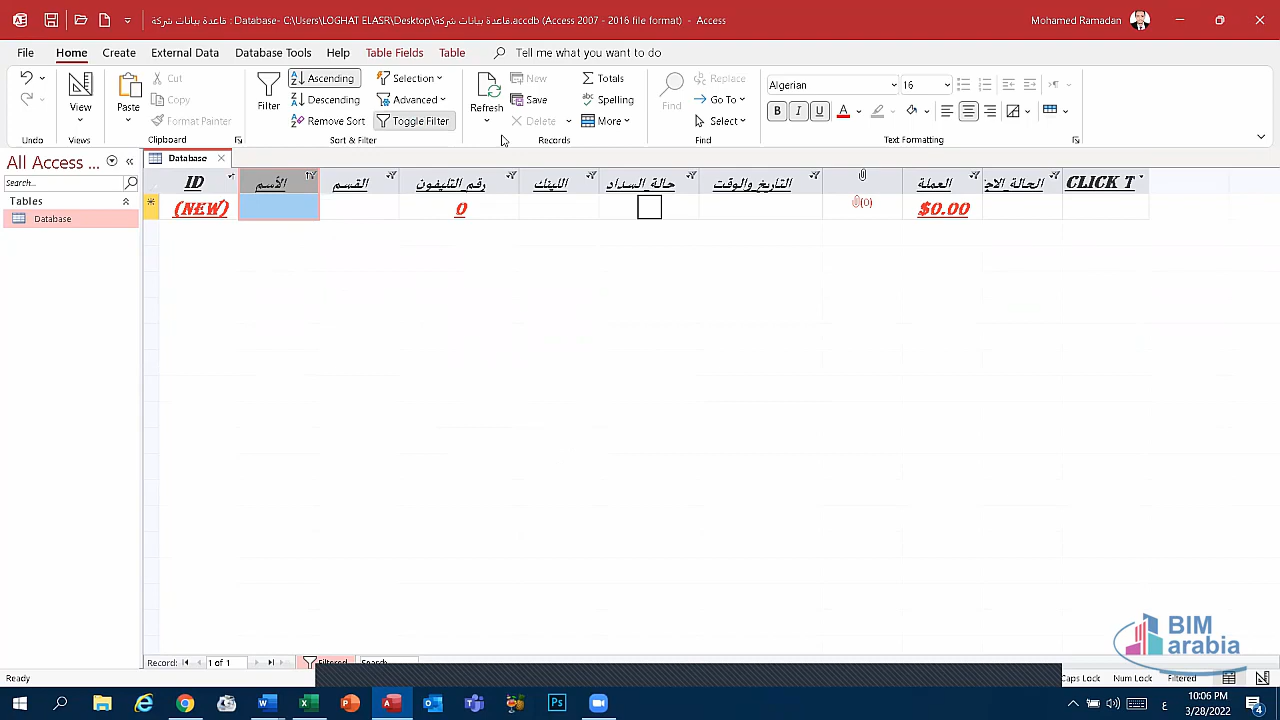 قاعدة بيانات شركة : Database- C:\Users\LOGHAT ELASR\Desktop\قاعدة بيانات شركة.accdb (Access 2007 - 2016 file format) - Access
Mohamed Ramadan
File Home Create External Data Database Tools Help Table Fields Table Tell me what you want to do
View Paste Cut Copy Format Painter
Filter Ascending Descending Remove Sort Selection Advanced Toggle Filter
Refresh New Save Delete Totals Spelling More
Find Replace Go To Select
Algerian 16
B I U A
Undo Views Clipboard Sort & Filter Records Find Text Formatting
All Access ...
Search...
Tables
Database
Database
ID الأسم القسم رقم التليفون اللينك حالة السداد التاريخ والوقت العملة الحالة الاجـ CLICK T
(NEW) 0 (0) $0.00
BIM
arabia
Record: 1 of 1 Filtered Search
Ready
Caps Lock Num Lock Filtered
10:06 PM
3/28/2022
ع
4